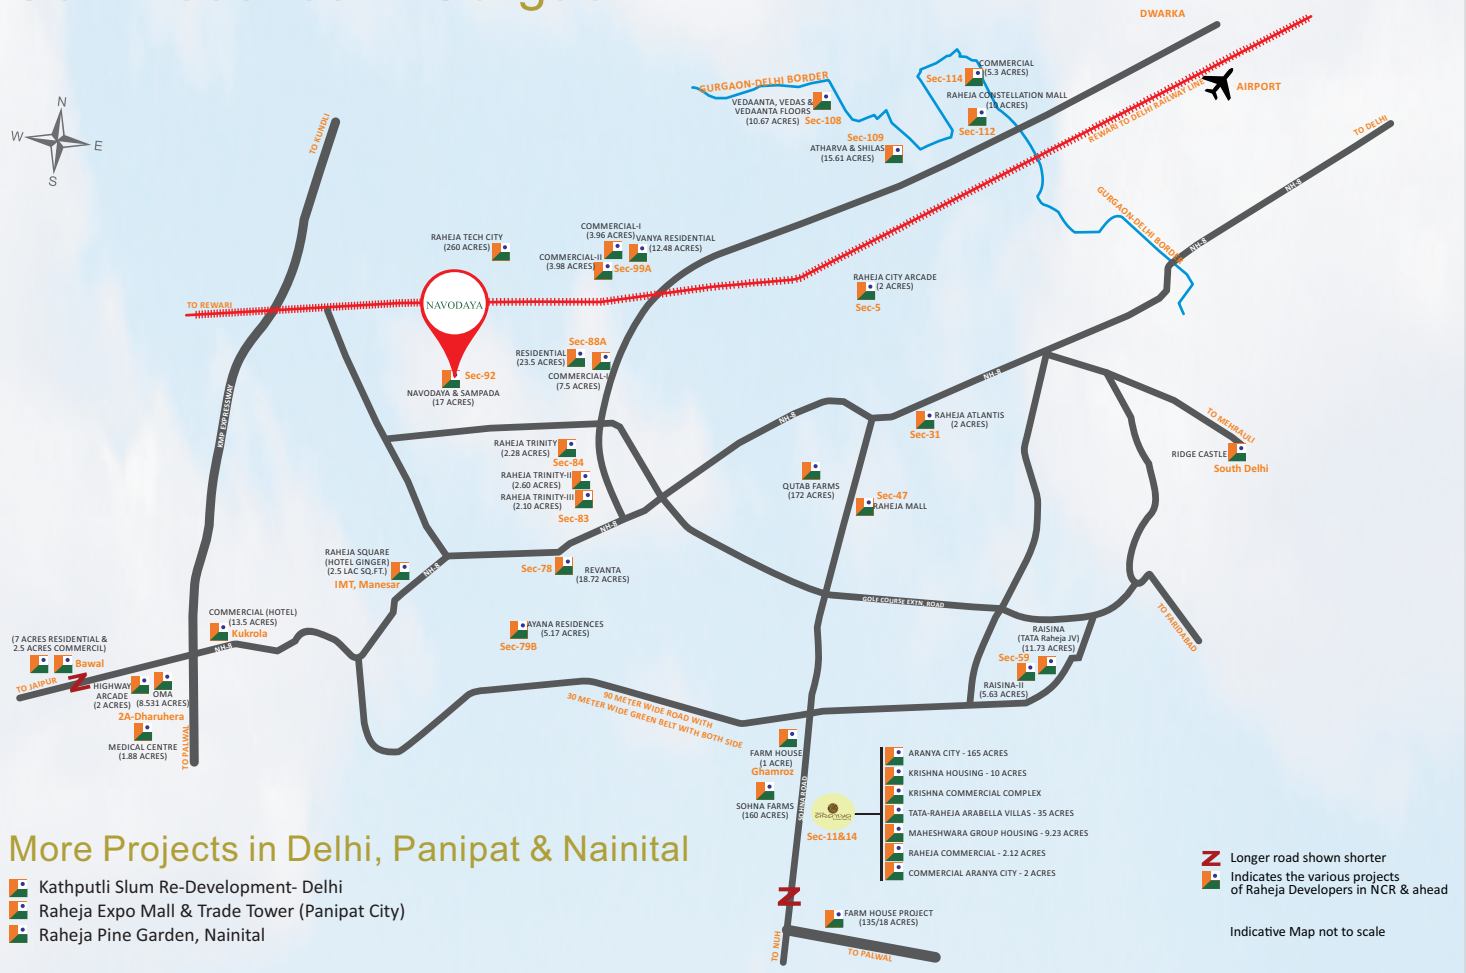 DWARKA
COMMERCIAL
(5.3 ACRES)
Sec-114
GURGAON-DELHI BORDER
AIRPORT
RAHEJA CONSTELLATION MALL
(10 ACRES)
Sec-112
VEDAANTA, VEDAS &
VEDAANTA FLOORS
(10.67 ACRES)
Sec-108
REWARI TO DELHI RAILWAY LINE
TO DELHI
N
W
E
S
TO KUNDLI
Sec-109
ATHARVA & SHILAS
(15.61 ACRES)
NH-8
GURGAON-DELHI BORDER
NH-8
RAHEJA TECH CITY
(260 ACRES)
COMMERCIAL-I
(3.96 ACRES)
VANYA RESIDENTIAL
(12.48 ACRES)
COMMERCIAL-II
(3.98 ACRES)
Sec-99A
RAHEJA CITY ARCADE
(2 ACRES)
Sec-5
TO REWARI
NAVODAYA
Sec-88A
RESIDENTIAL
(23.5 ACRES)
COMMERCIAL-I
(7.5 ACRES)
Sec-92
NAVODAYA & SAMPADA
(17 ACRES)
NH-8
KMP EXPRESSWAY
NH-8
RAHEJA ATLANTIS
(2 ACRES)
Sec-31
TO MEHRAULI
RIDGE CASTLE
South Delhi
RAHEJA TRINITY
(2.28 ACRES)
Sec-84
RAHEJA TRINITY-II
(2.60 ACRES)
RAHEJA TRINITY-III
(2.10 ACRES)
Sec-83
QUTAB FARMS
(172 ACRES)
Sec-47
RAHEJA MALL
NH-8
RAHEJA SQUARE
(HOTEL GINGER)
(2.5 LAC SQ.FT.)
IMT, Manesar
NH-8
Sec-78
REVANTA
(18.72 ACRES)
GOLF COURSE EXTN. ROAD
TO FARIDABAD
COMMERCIAL (HOTEL)
(13.5 ACRES)
Kukrola
NH-8
AYANA RESIDENCES
(5.17 ACRES)
Sec-79B
RAISINA
(TATA Raheja JV)
(11.73 ACRES)
Sec-59
RAISINA-II
(5.63 ACRES)
(7 ACRES RESIDENTIAL &
2.5 ACRES COMMERCIL)
Bawal
TO JAIPUR
HIGHWAY
ARCADE
(2 ACRES)
OMA
(8.531 ACRES)
2A-Dharuhera
MEDICAL CENTRE
(1.88 ACRES)
TO PALWAL
90 METER WIDE ROAD WITH
30 METER WIDE GREEN BELT WITH BOTH SIDE
FARM HOUSE
(1 ACRE)
Ghamroz
SOHNA FARMS
(160 ACRES)
SOHNA ROAD
Sec-11&14
ARANYA CITY - 165 ACRES
KRISHNA HOUSING - 10 ACRES
KRISHNA COMMERCIAL COMPLEX
TATA-RAHEJA ARABELLA VILLAS - 35 ACRES
MAHESHWARA GROUP HOUSING - 9.23 ACRES
RAHEJA COMMERCIAL - 2.12 ACRES
COMMERCIAL ARANYA CITY - 2 ACRES
FARM HOUSE PROJECT
(135/18 ACRES)
TO NUH
TO PALWAL
More Projects in Delhi, Panipat & Nainital
Kathputli Slum Re-Development- Delhi
Raheja Expo Mall & Trade Tower (Panipat City)
Raheja Pine Garden, Nainital
Longer road shown shorter
Indicates the various projects
of Raheja Developers in NCR & ahead
Indicative Map not to scale